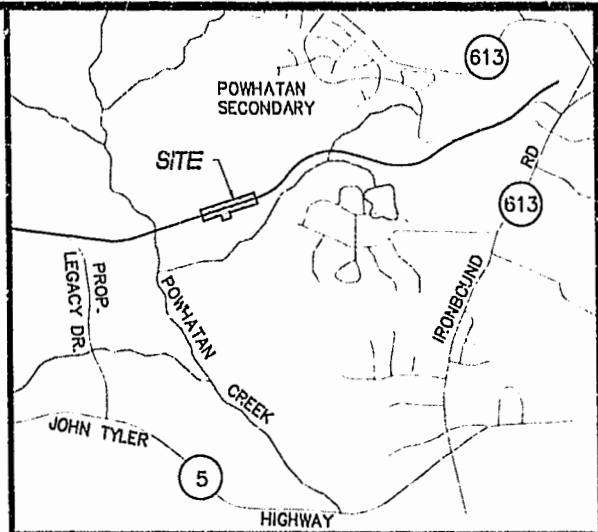 613
POWHATAN
SECONDARY
SITE
RD
613
PROP.
LEGACY DR.
POWHATAN
CREEK
IRONBOUND
JOHN TYLER
5
HIGHWAY